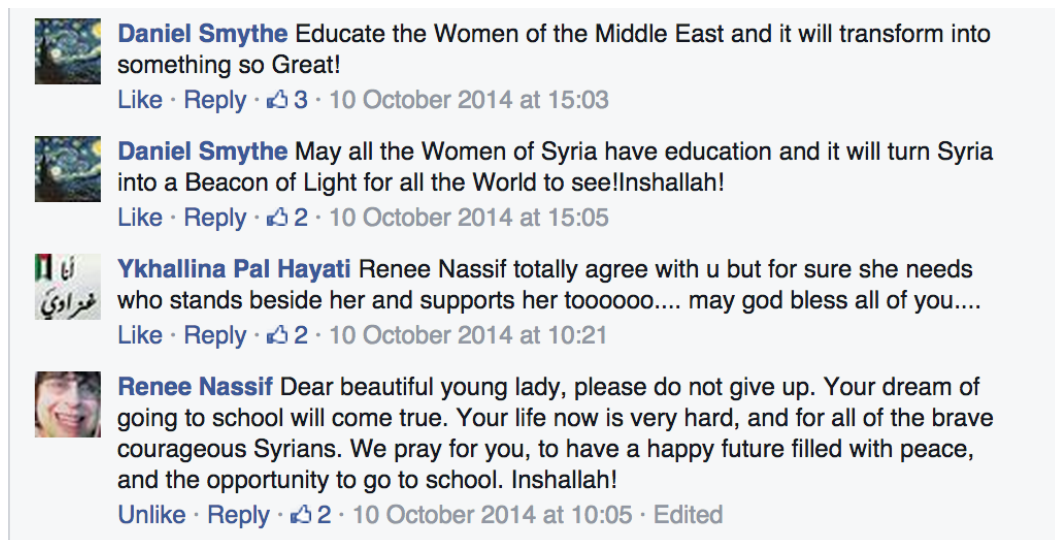 Daniel Smythe Educate the Women of the Middle East and it will transform into
something so Great!
Like · Reply · 3 · 10 October 2014 at 15:03
Daniel Smythe May all the Women of Syria have education and it will turn Syria
into a Beacon of Light for all the World to see!Inshallah!
Like · Reply · 2 · 10 October 2014 at 15:05
أنا
غزاوي
Ykhallina Pal Hayati Renee Nassif totally agree with u but for sure she needs
who stands beside her and supports her toooooo.... may god bless all of you....
Like · Reply · 2 · 10 October 2014 at 10:21
Renee Nassif Dear beautiful young lady, please do not give up. Your dream of
going to school will come true. Your life now is very hard, and for all of the brave
courageous Syrians. We pray for you, to have a happy future filled with peace,
and the opportunity to go to school. Inshallah!
Unlike · Reply · 2 · 10 October 2014 at 10:05 · Edited